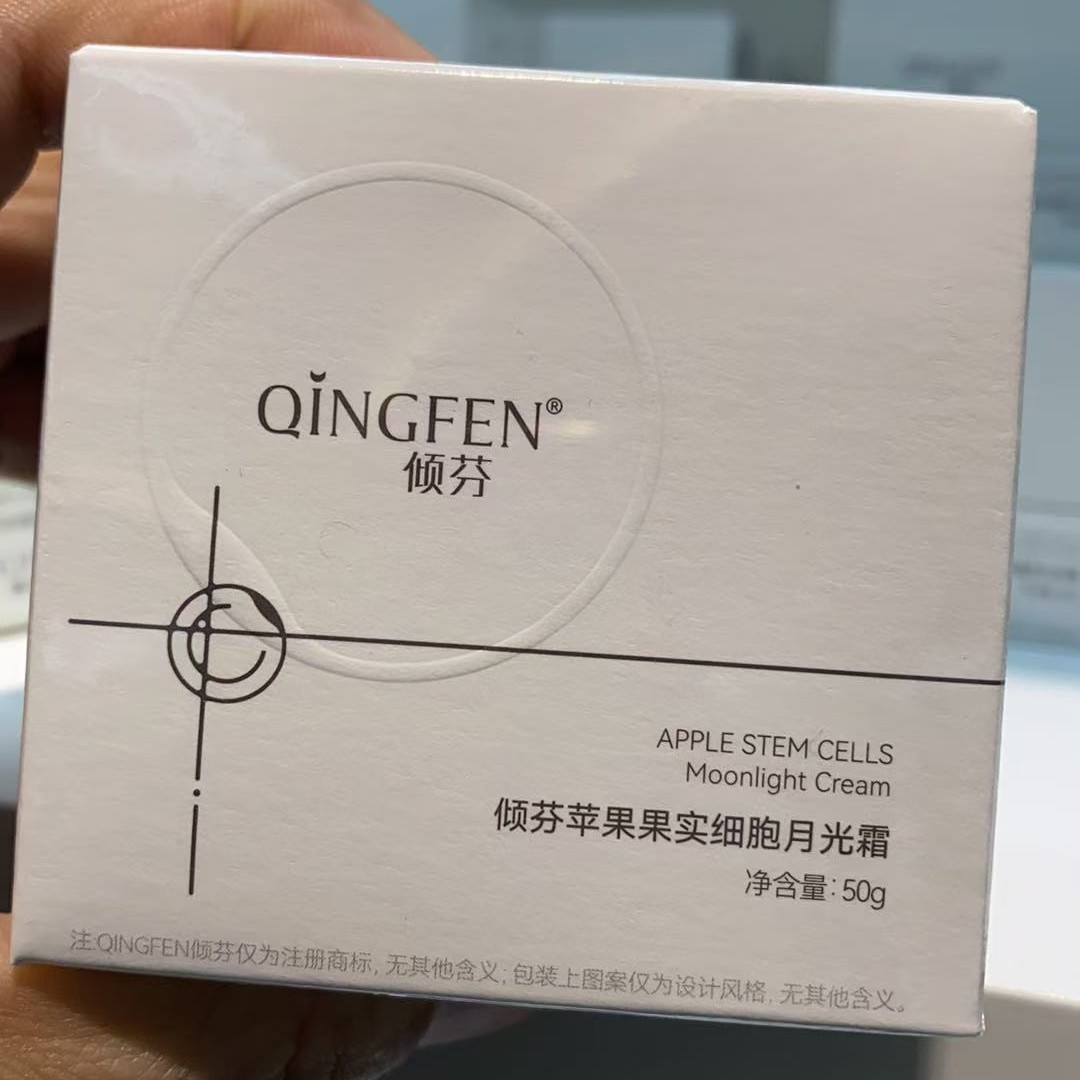 QINGFEN®
倾芬
APPLE STEM CELLS
Moonlight Cream
倾芬苹果果实细胞月光霜
净含量:50g
注:QINGFEN倾芬仅为注册商标, 无其他含义; 包装上图案仅为设计风格, 无其他含义。